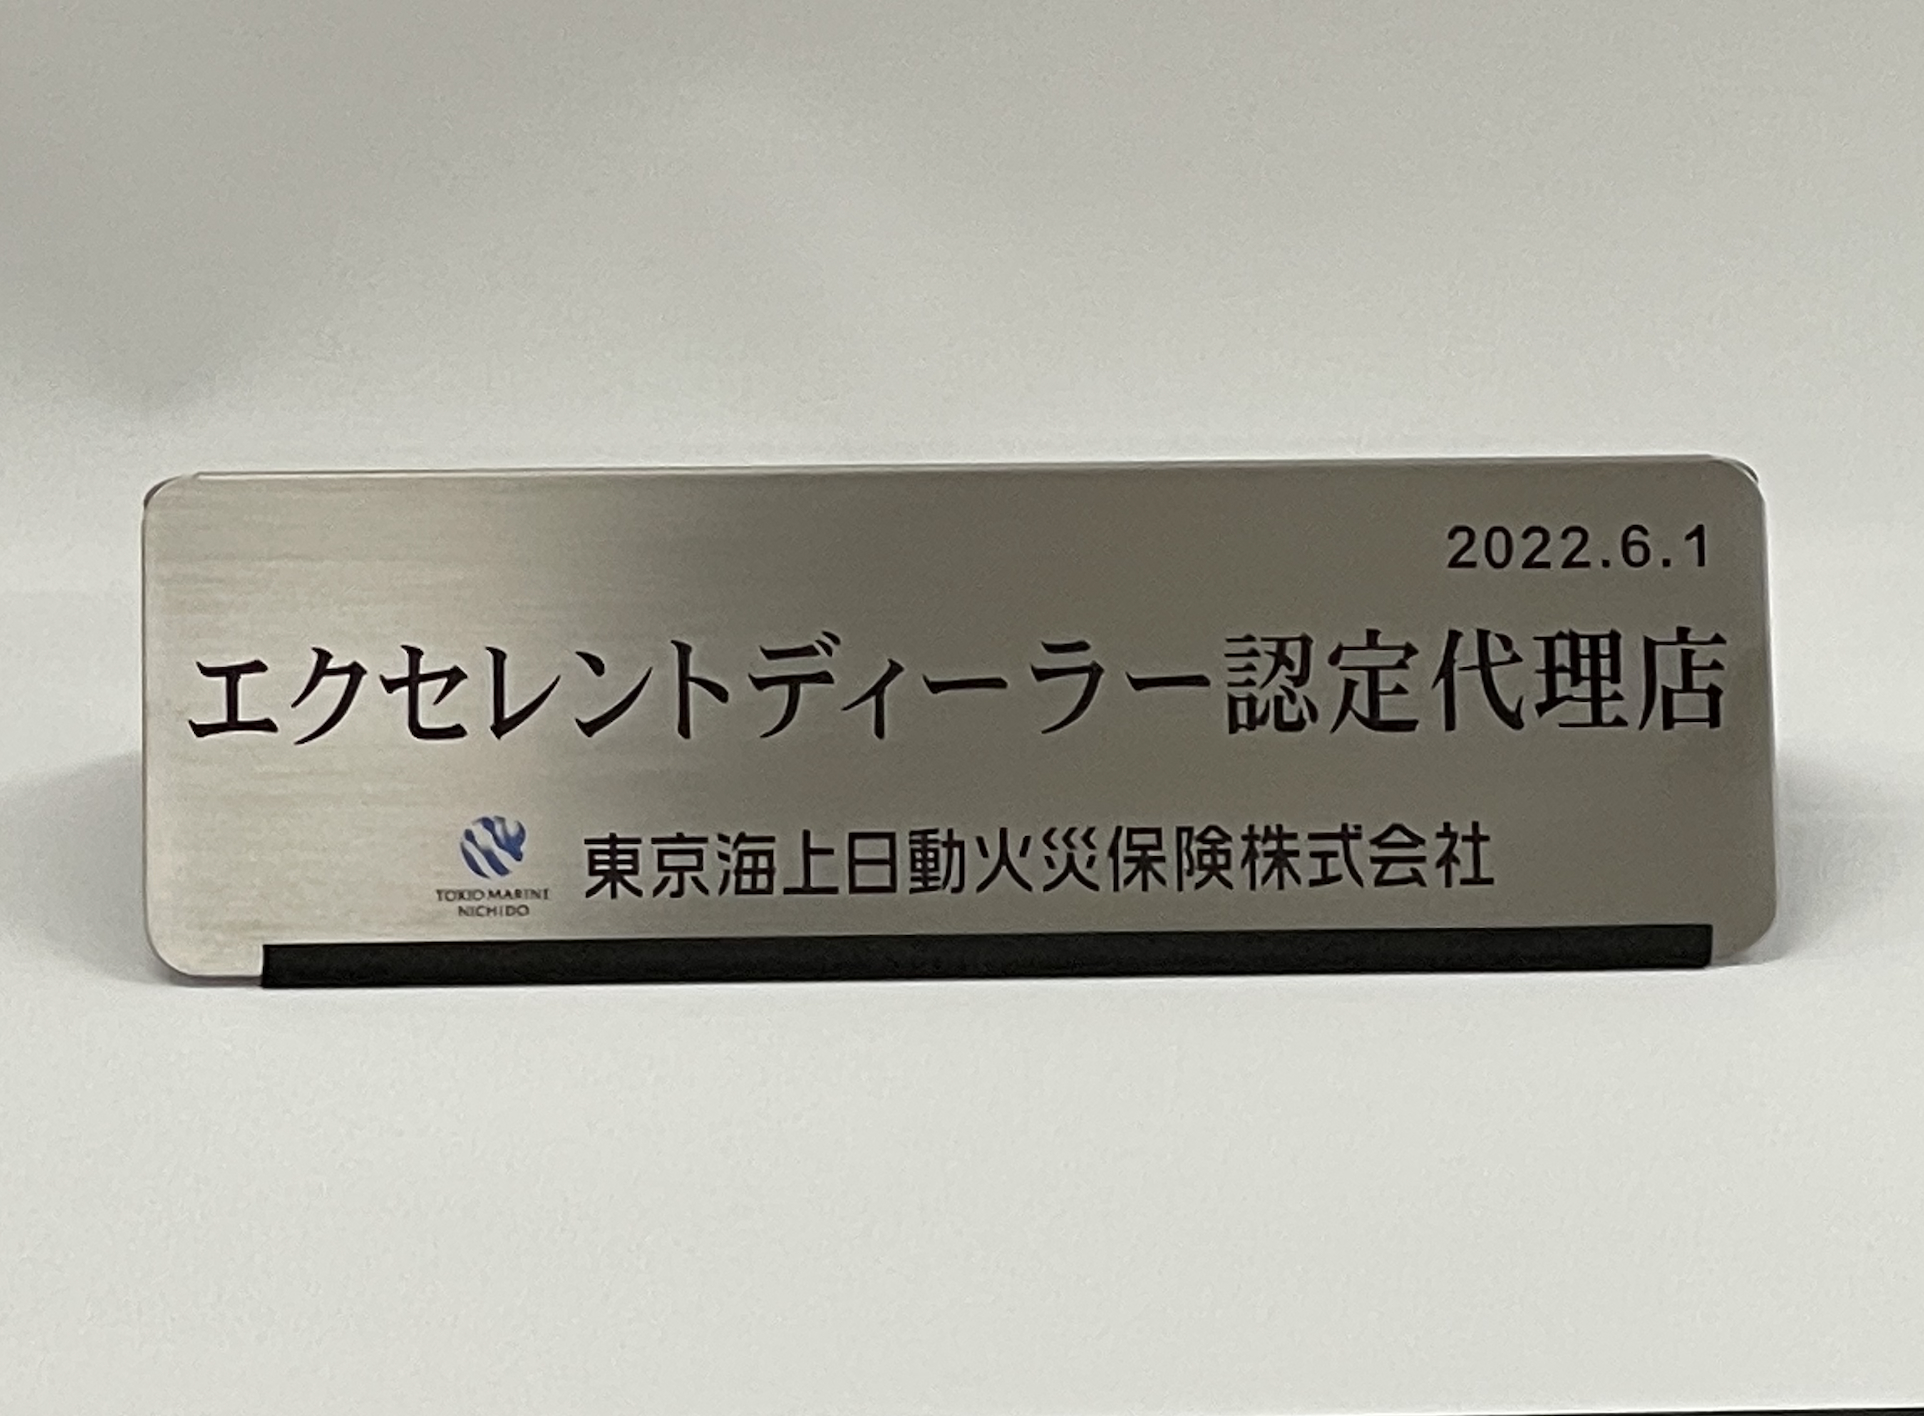 2022.6.1
エクセレントディーラー認定代理店
東京海上日動火災保険株式会社
TOKIO MARINE
NICHIDO